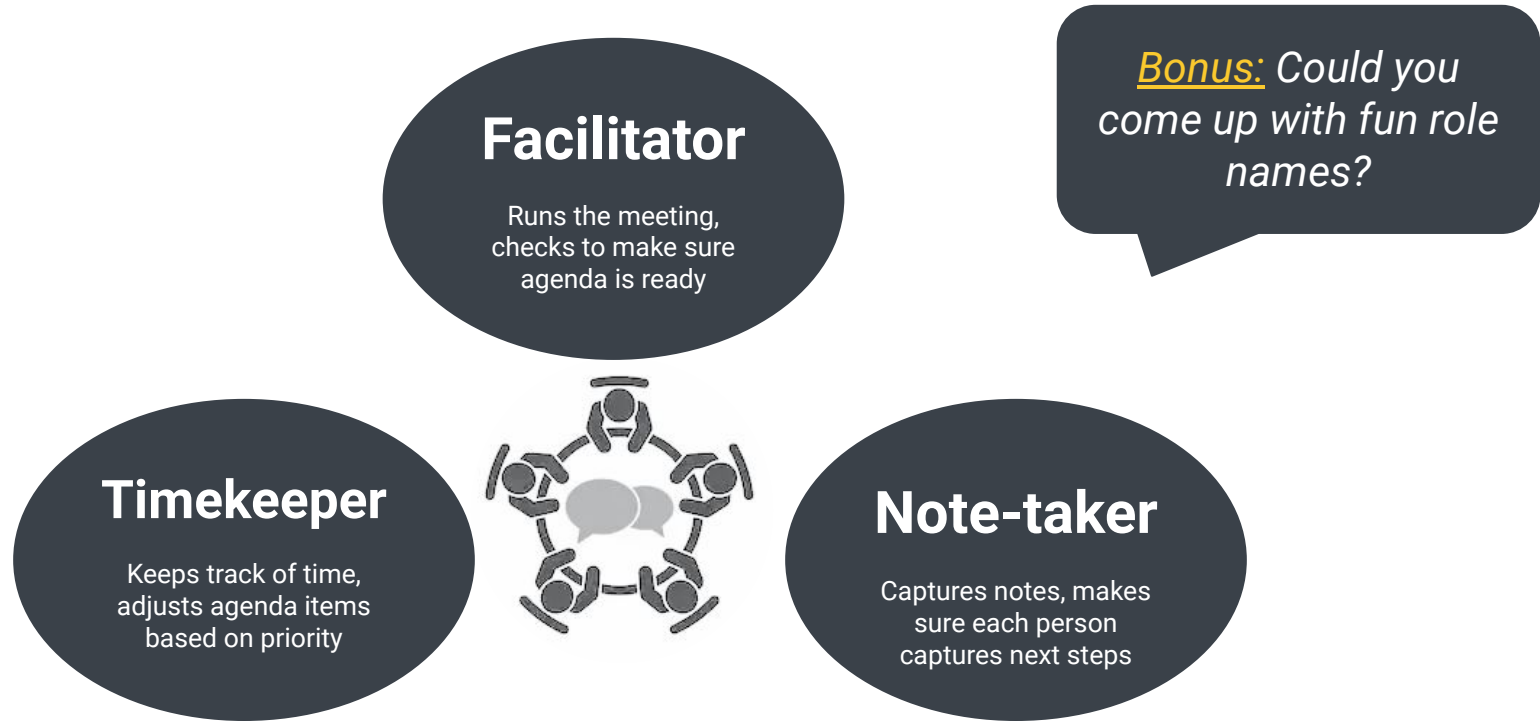 Facilitator
Runs the meeting,
checks to make sure
agenda is ready
Bonus: Could you
come up with fun role
names?
Timekeeper
Keeps track of time,
adjusts agenda items
based on priority
Note-taker
Captures notes, makes
sure each person
captures next steps